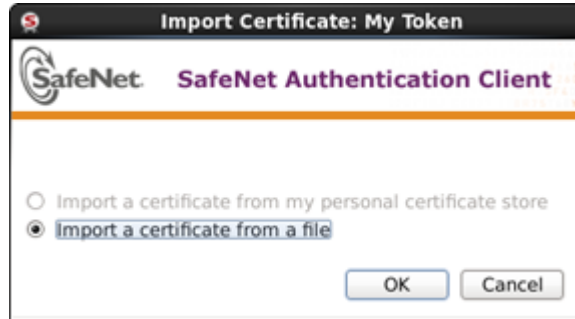 Import Certificate: My Token
SafeNet. SafeNet Authentication Client
Import a certificate from my personal certificate store
Import a certificate from a file
OK Cancel